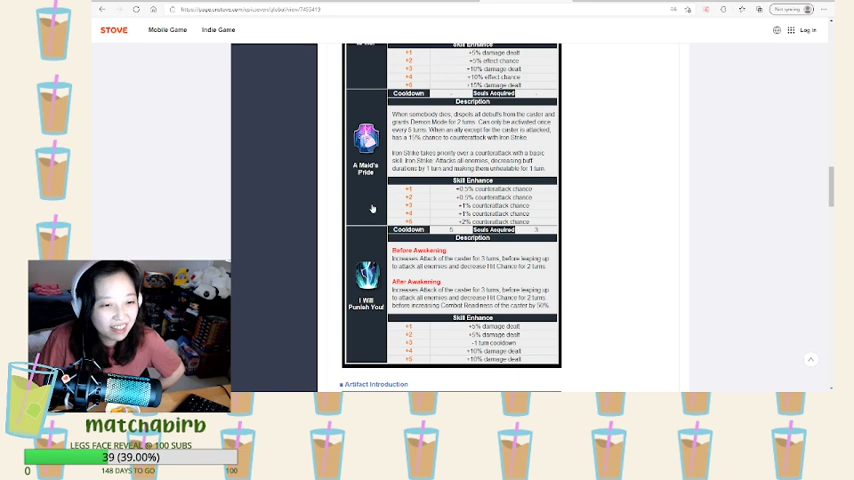 https://page.onestove.com/epicseven/global/view/7453413
Not syncing
STOVE
Mobile Game
Indie Game
Log in
Skill Enhance
+1 +5% damage dealt
+2 +5% effect chance
+3 +10% damage dealt
+4 +10% effect chance
+5 +15% damage dealt
Cooldown - Souls Acquired -
Description
When somebody dies, dispels all debuffs from the caster and
grants Demon Mode for 2 turns. Can only be activated once
every 5 turns. When an ally except for the caster is attacked,
has a 15% chance to counterattack with Iron Strike.
Iron Strike takes priority over a counterattack with a basic
skill. Iron Strike: Attacks all enemies, decreasing buff
durations by 1 turn and making them unhealable for 1 turn.
A Maid's
Pride
Skill Enhance
+1 +0.5% counterattack chance
+2 +0.5% counterattack chance
+3 +1% counterattack chance
+4 +1% counterattack chance
+5 +2% counterattack chance
Cooldown 5 Souls Acquired 3
Description
Before Awakening
Increases Attack of the caster for 3 turns, before leaping up
to attack all enemies and decrease Hit Chance for 2 turns.
After Awakening
Increases Attack of the caster for 3 turns, before leaping up
to attack all enemies and decrease Hit Chance for 2 turns,
before increasing Combat Readiness of the caster by 50%.
I Will
Punish You!
Skill Enhance
+1 +5% damage dealt
+2 +5% damage dealt
+3 -1 turn cooldown
+4 +10% damage dealt
+5 +10% damage dealt
■ Artifact Introduction
matchabirb
LEGS FACE REVEAL @ 100 SUBS
39 (39.00%)
0 148 DAYS TO GO 100